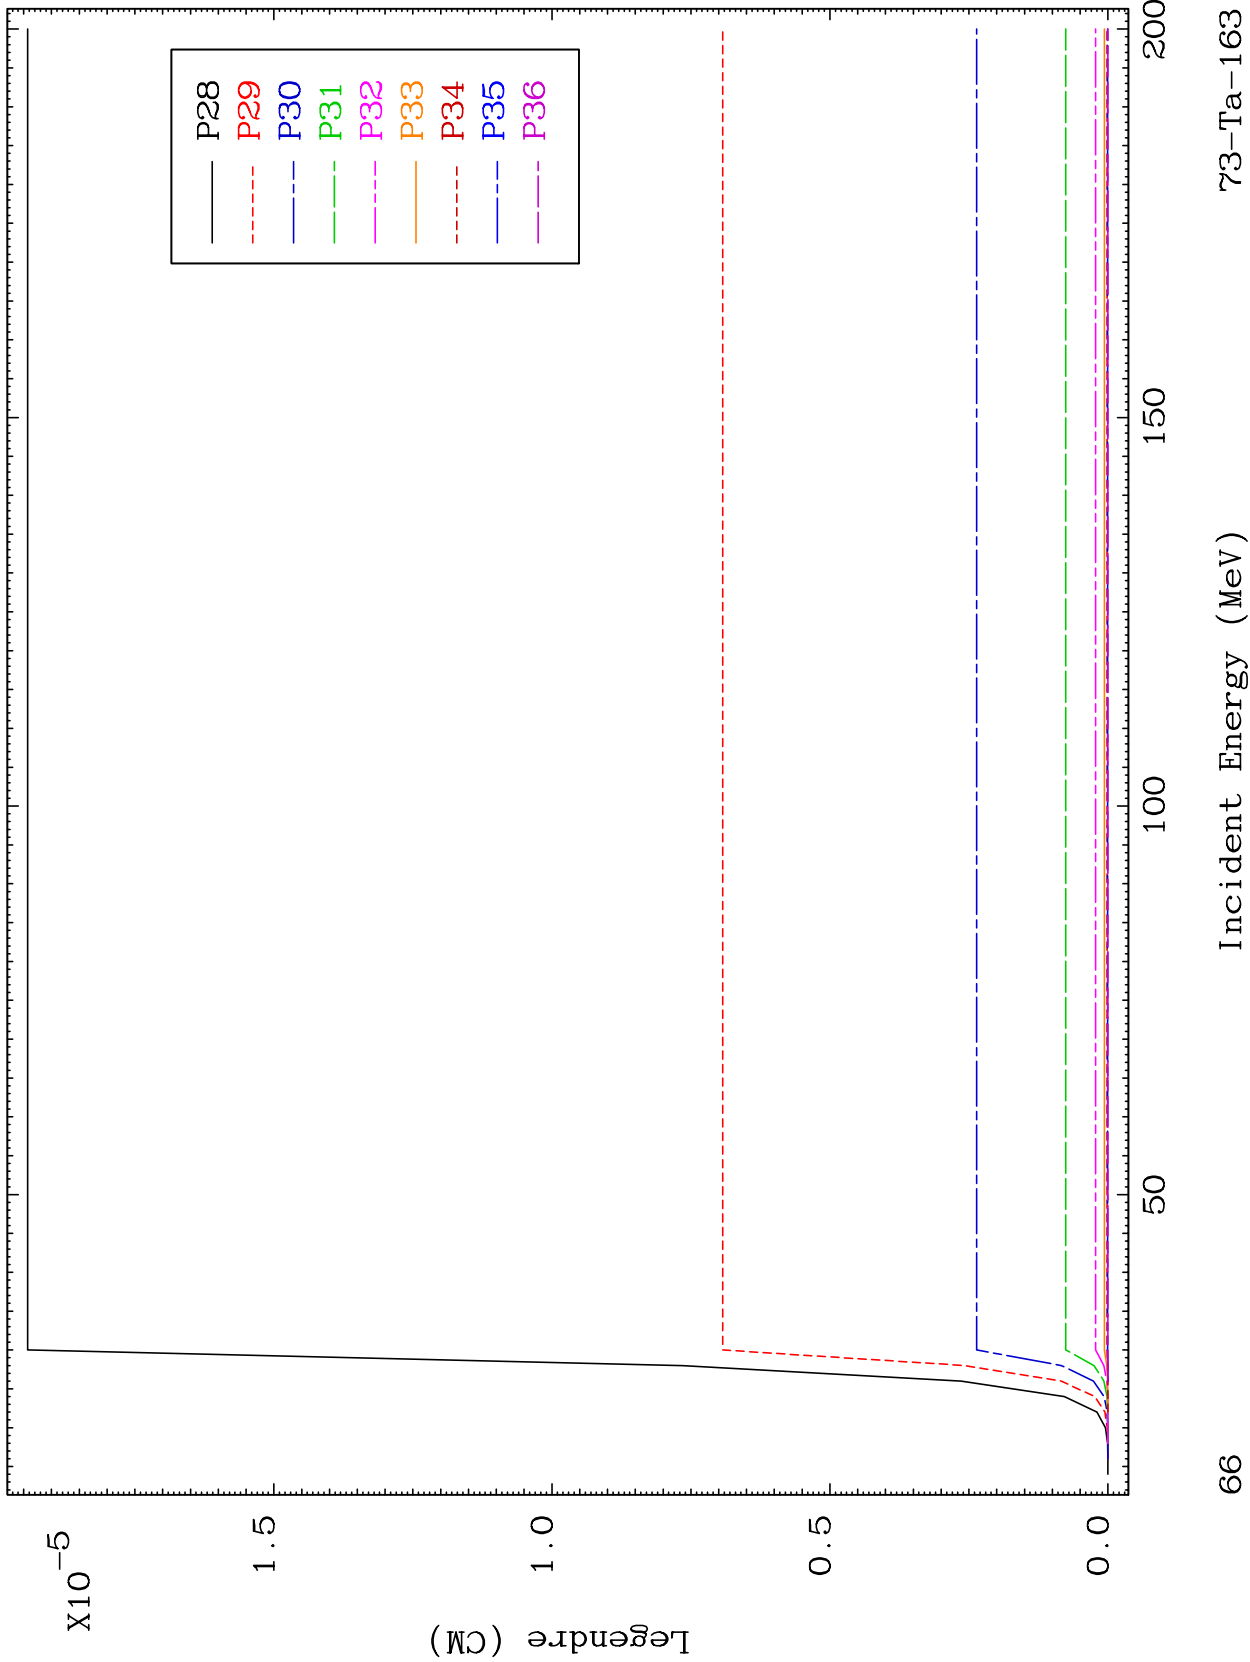 X10-5
1.5
1.0
0.5
0.0
Legendre (CM)
P28
P29
P30
P31
P32
P33
P34
P35
P36
50
100
150
200
66
Incident Energy (MeV)
73-Ta-163